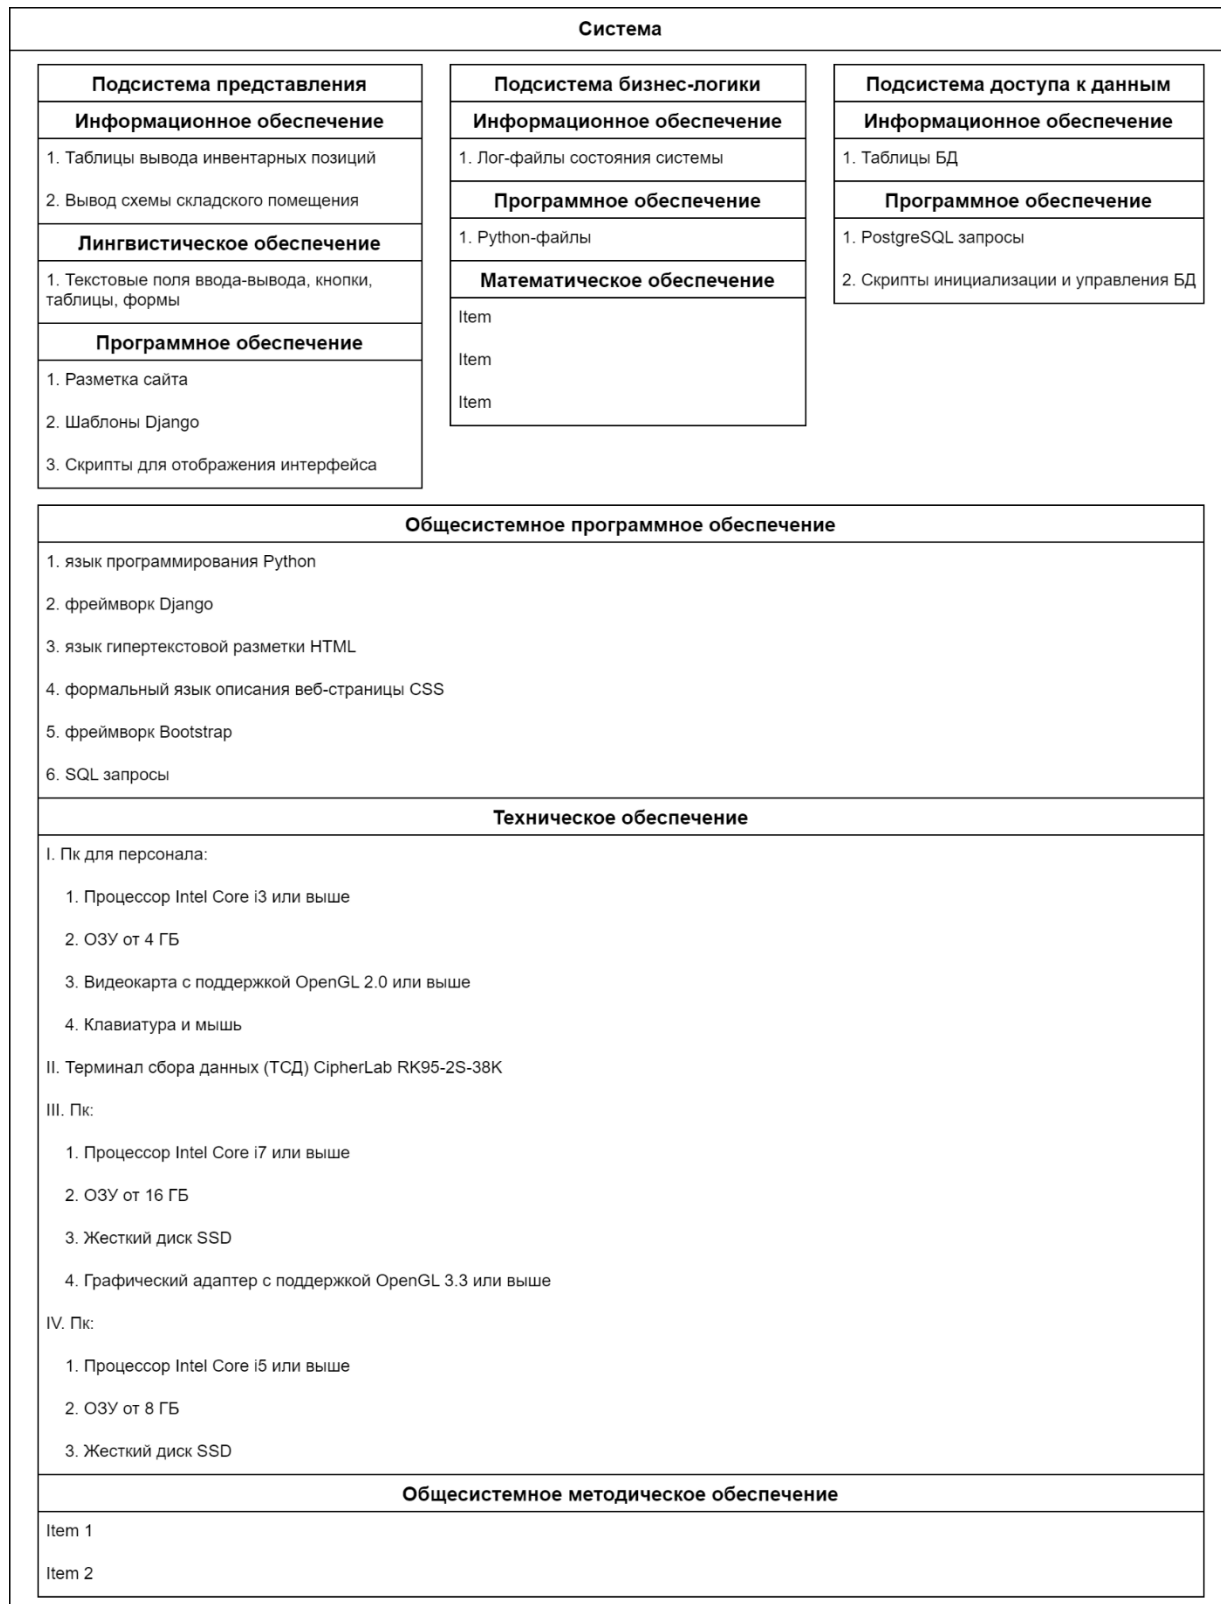 Система
Подсистема представления
Информационное обеспечение
1. Таблицы вывода инвентарных позиций
2. Вывод схемы складского помещения
Лингвистическое обеспечение
1. Текстовые поля ввода-вывода, кнопки,
таблицы, формы
Программное обеспечение
1. Разметка сайта
2. Шаблоны Django
3. Скрипты для отображения интерфейса
Подсистема бизнес-логики
Информационное обеспечение
1. Лог-файлы состояния системы
Программное обеспечение
1. Python-файлы
Математическое обеспечение
Item
Item
Item
Подсистема доступа к данным
Информационное обеспечение
1. Таблицы БД
Программное обеспечение
1. PostgreSQL запросы
2. Скрипты инициализации и управления БД
Общесистемное программное обеспечение
1. язык программирования Python
2. фреймворк Django
3. язык гипертекстовой разметки HTML
4. формальный язык описания веб-страницы CSS
5. фреймворк Bootstrap
6. SQL запросы
Техническое обеспечение
I. Пк для персонала:
1. Процессор Intel Core i3 или выше
2. ОЗУ от 4 ГБ
3. Видеокарта с поддержкой OpenGL 2.0 или выше
4. Клавиатура и мышь
II. Терминал сбора данных (ТСД) CipherLab RK95-2S-38K
III. Пк:
1. Процессор Intel Core i7 или выше
2. ОЗУ от 16 ГБ
3. Жесткий диск SSD
4. Графический адаптер с поддержкой OpenGL 3.3 или выше
IV. Пк:
1. Процессор Intel Core i5 или выше
2. ОЗУ от 8 ГБ
3. Жесткий диск SSD
Общесистемное методическое обеспечение
Item 1
Item 2